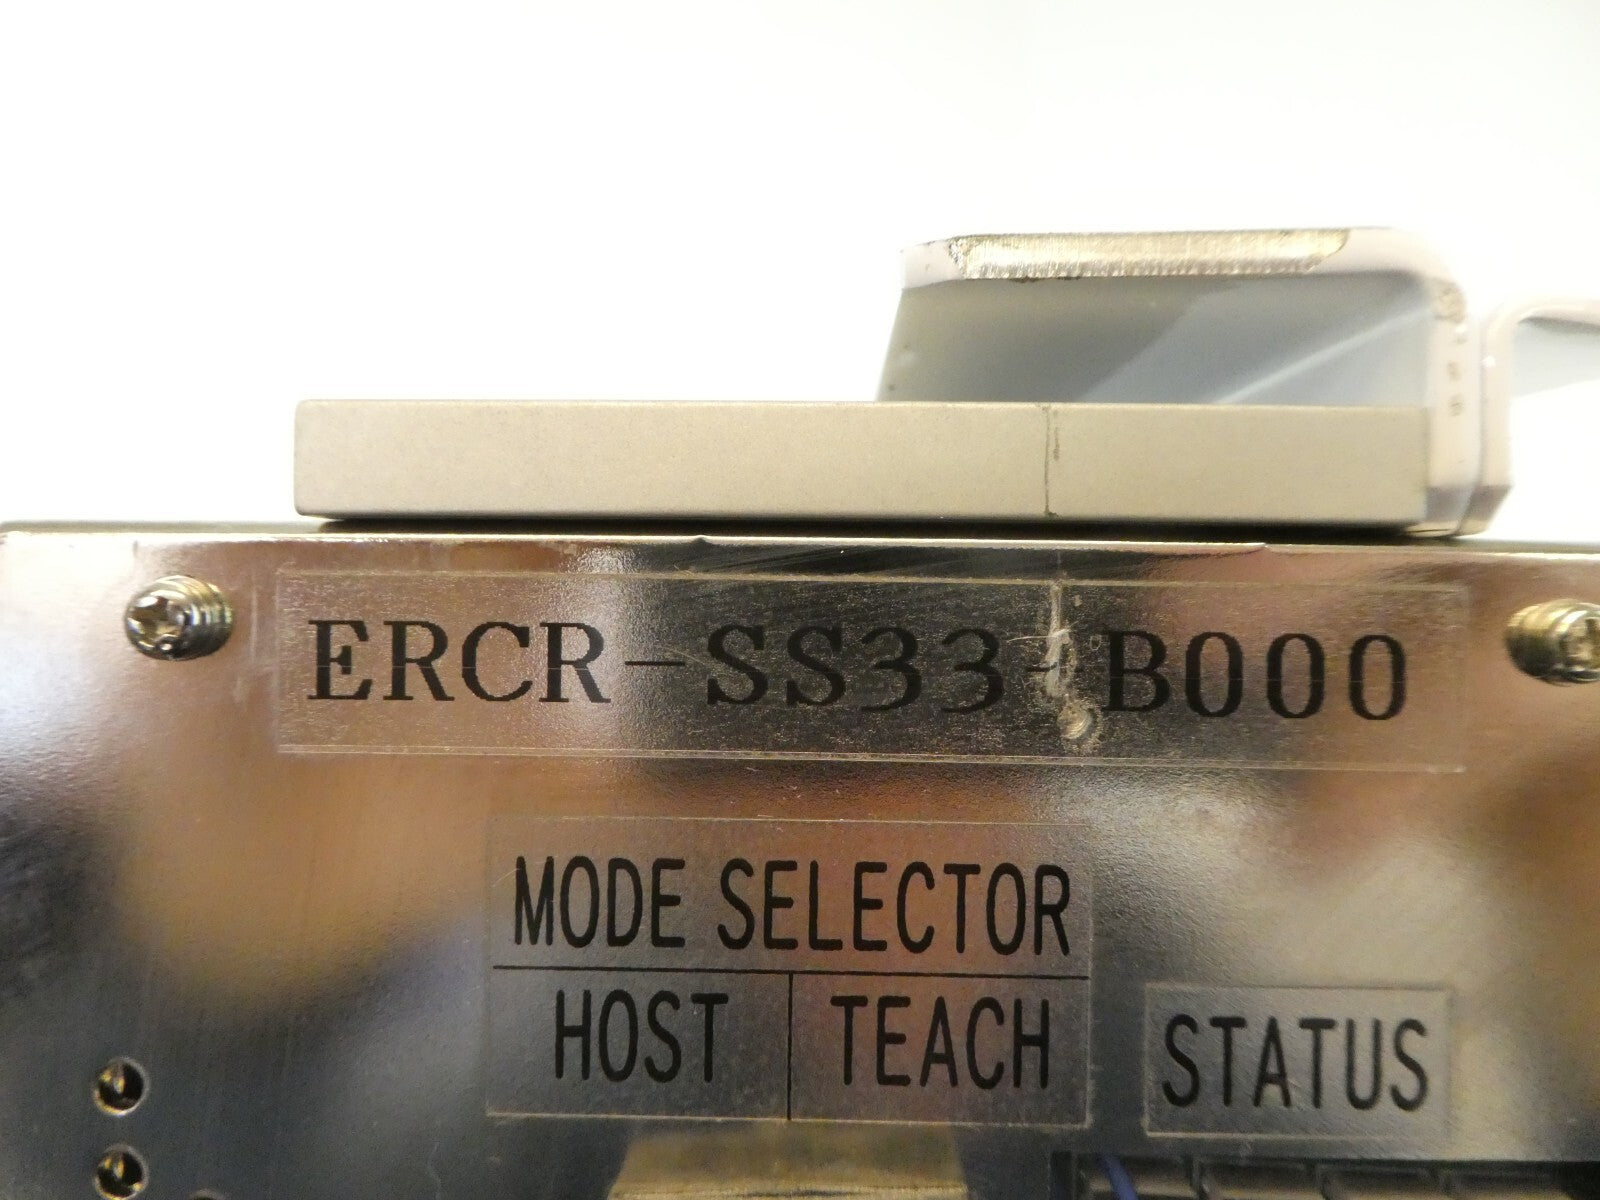 ERCR-SS33-B000
MODE SELECTOR
HOST TEACH
STATUS